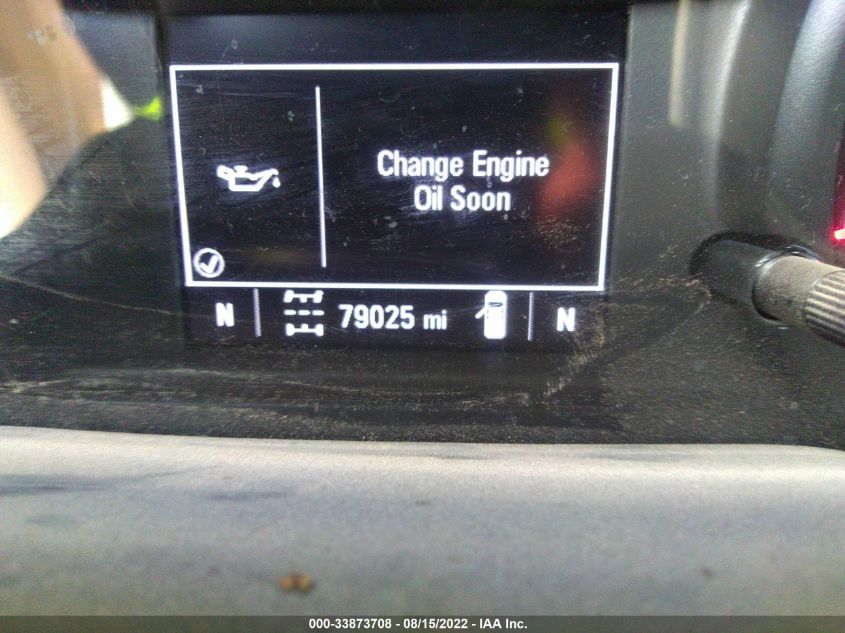 Change Engine
Oil Soon
N 79025 mi N
000-33873708 - 08/15/2022 - IAA Inc.